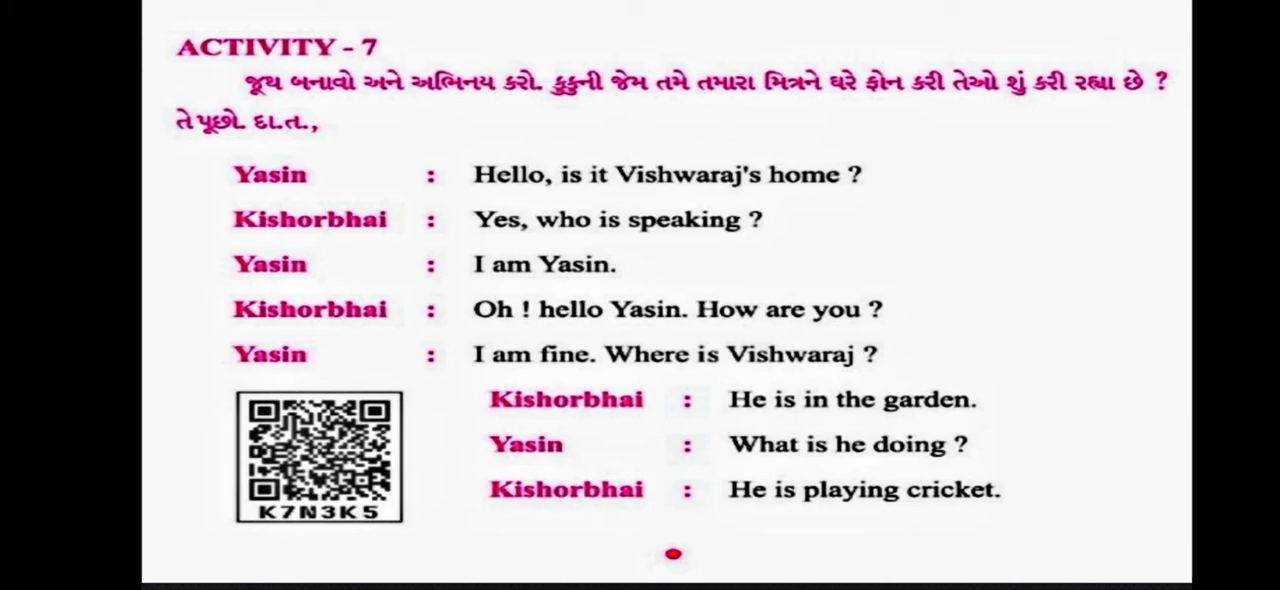 ACTIVITY - 7
જૂથ બનાવો અને અભિનય કરો. કુકુની જેમ તમે તમારા મિત્રને ઘરે ફોન કરી તેઓ શું કરી રહ્યા છે ?
તે પૂછો. દા.ત.,
Yasin : Hello, is it Vishwaraj's home ?
Kishorbhai : Yes, who is speaking ?
Yasin : I am Yasin.
Kishorbhai : Oh ! hello Yasin. How are you ?
Yasin : I am fine. Where is Vishwaraj ?
Kishorbhai : He is in the garden.
Yasin : What is he doing ?
Kishorbhai : He is playing cricket.
K7N3K5